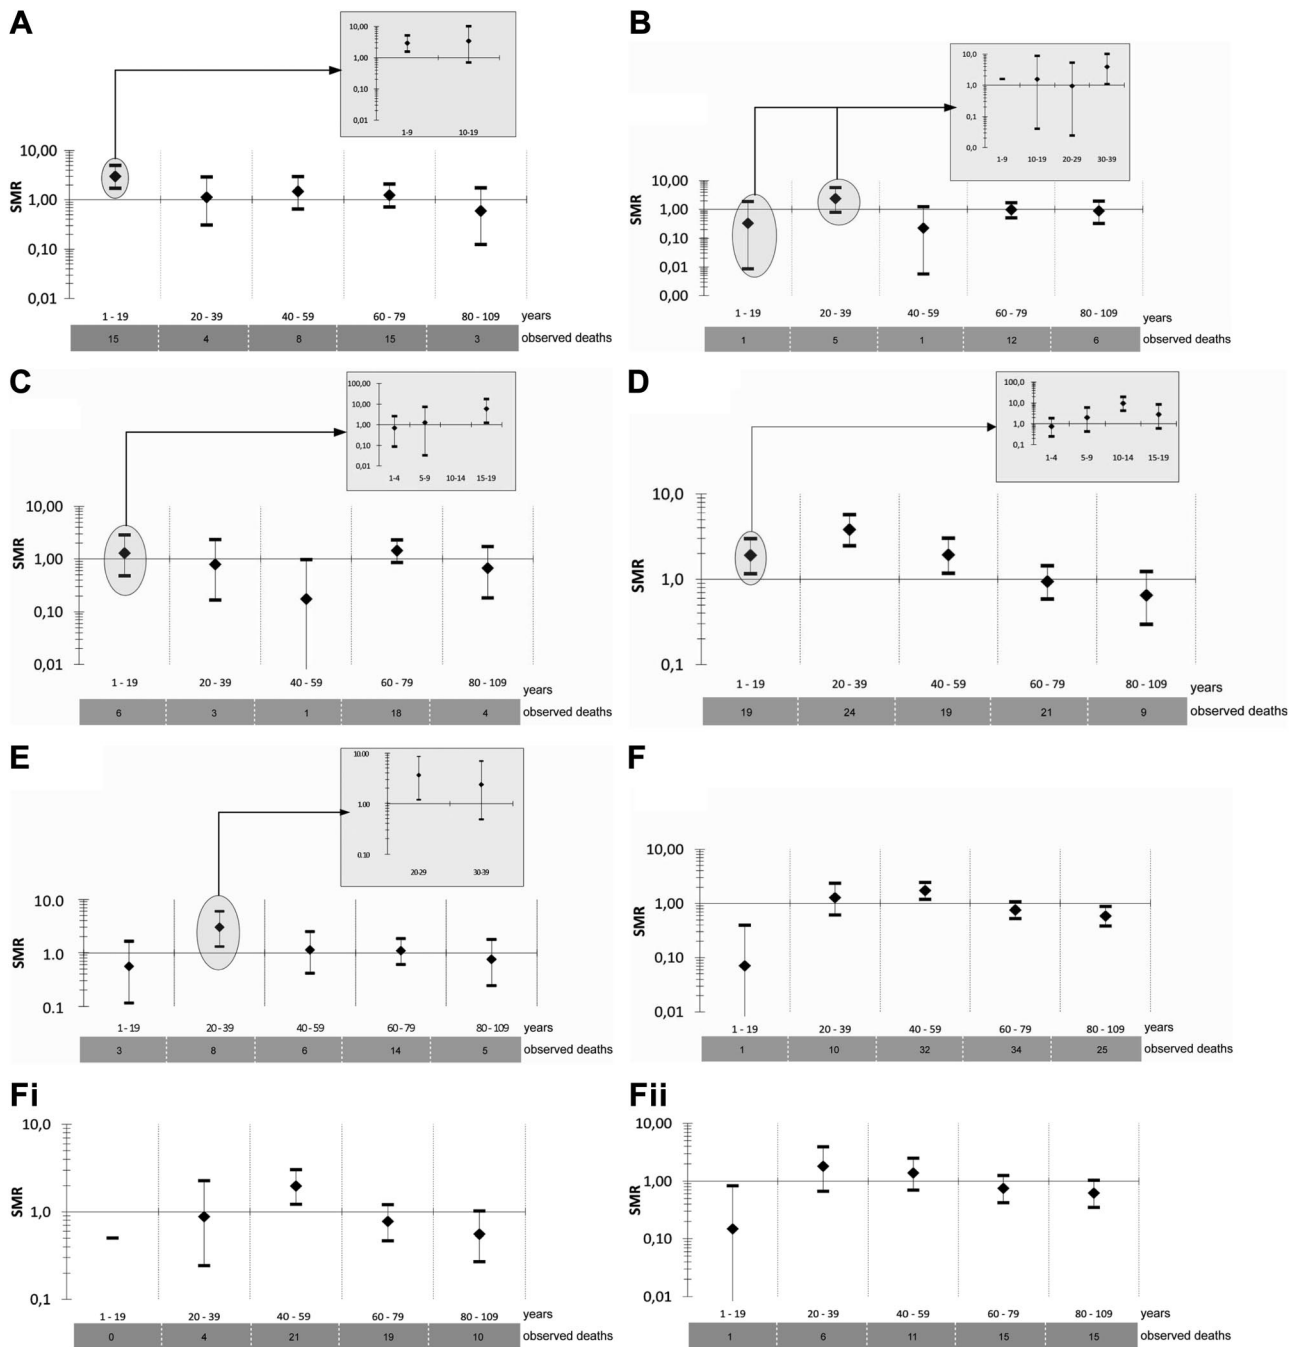 A
10,00
1,00
0,10
0,01
1-9 10-19
10,00
1,00
0,10
0,01
SMR
1 - 19 20 - 39 40 - 59 60 - 79 80 - 109 years
15 4 8 15 3 observed deaths
B
10,0
1,0
0,1
0,0
1-9 10-19 20-29 30-39
10,00
1,00
0,10
0,01
0,00
SMR
1 - 19 20 - 39 40 - 59 60 - 79 80 - 109 years
1 5 1 12 6 observed deaths
C
100,00
10,00
1,00
0,10
0,01
1-4 5-9 10-14 15-19
10,00
1,00
0,10
0,01
SMR
1 - 19 20 - 39 40 - 59 60 - 79 80 - 109 years
6 3 1 18 4 observed deaths
D
100,0
10,0
1,0
0,1
1-4 5-9 10-14 15-19
10,0
1,0
0,1
SMR
1 - 19 20 - 39 40 - 59 60 - 79 80 - 109 years
19 24 19 21 9 observed deaths
E
10.00
1.00
0.10
20-29 30-39
10.0
1.0
0.1
SMR
1 - 19 20 - 39 40 - 59 60 - 79 80 - 109 years
3 8 6 14 5 observed deaths
F
10,00
1,00
0,10
0,01
SMR
1 - 19 20 - 39 40 - 59 60 - 79 80 - 109 years
1 10 32 34 25 observed deaths
Fi
10,0
1,0
0,1
SMR
1 - 19 20 - 39 40 - 59 60 - 79 80 - 109 years
0 4 21 19 10 observed deaths
Fii
10,00
1,00
0,10
0,01
SMR
1 - 19 20 - 39 40 - 59 60 - 79 80 - 109 years
1 6 11 15 15 observed deaths